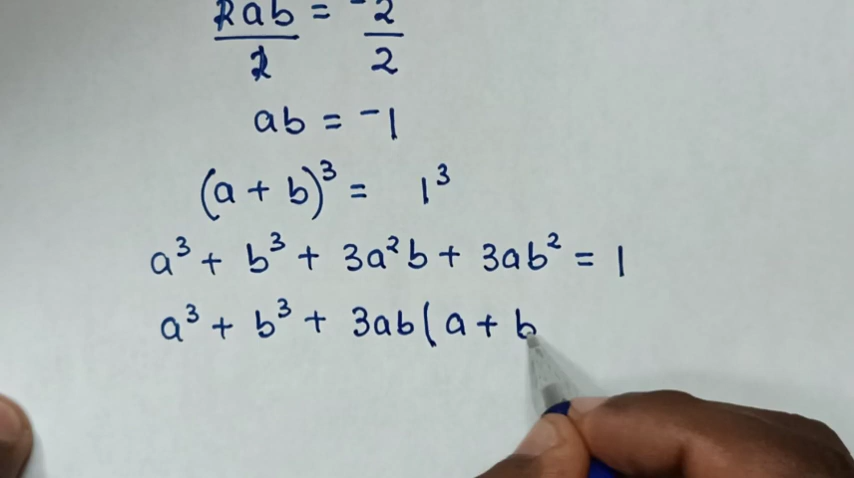 2ab = -2
2 2
ab = -1
(a + b)³ = 1³
a³ + b³ + 3a²b + 3ab² = 1
a³ + b³ + 3ab(a + b